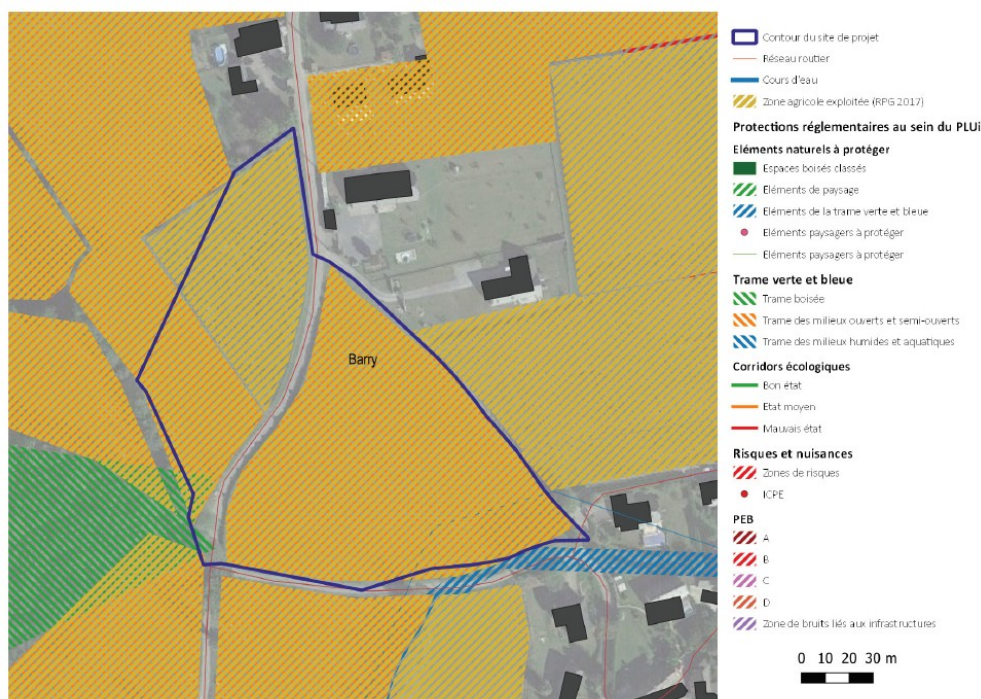 Barry
Contour du site de projet
Réseau routier
Cours d'eau
Zone agricole exploitée (RPG 2017)
Protections réglementaires au sein du PLUi
Eléments naturels à protéger
Espaces boisés classés
Eléments de paysage
Eléments de la trame verte et bleue
Eléments paysagers à protéger
Eléments paysagers à protéger
Trame verte et bleue
Trame boisée
Trame des milieux ouverts et semi-ouverts
Trame des milieux humides et aquatiques
Corridors écologiques
Bon état
Etat moyen
Mauvais état
Risques et nuisances
Zones de risques
ICPE
PEB
A
B
C
D
Zone de bruits liés aux infrastructures
0 10 20 30 m